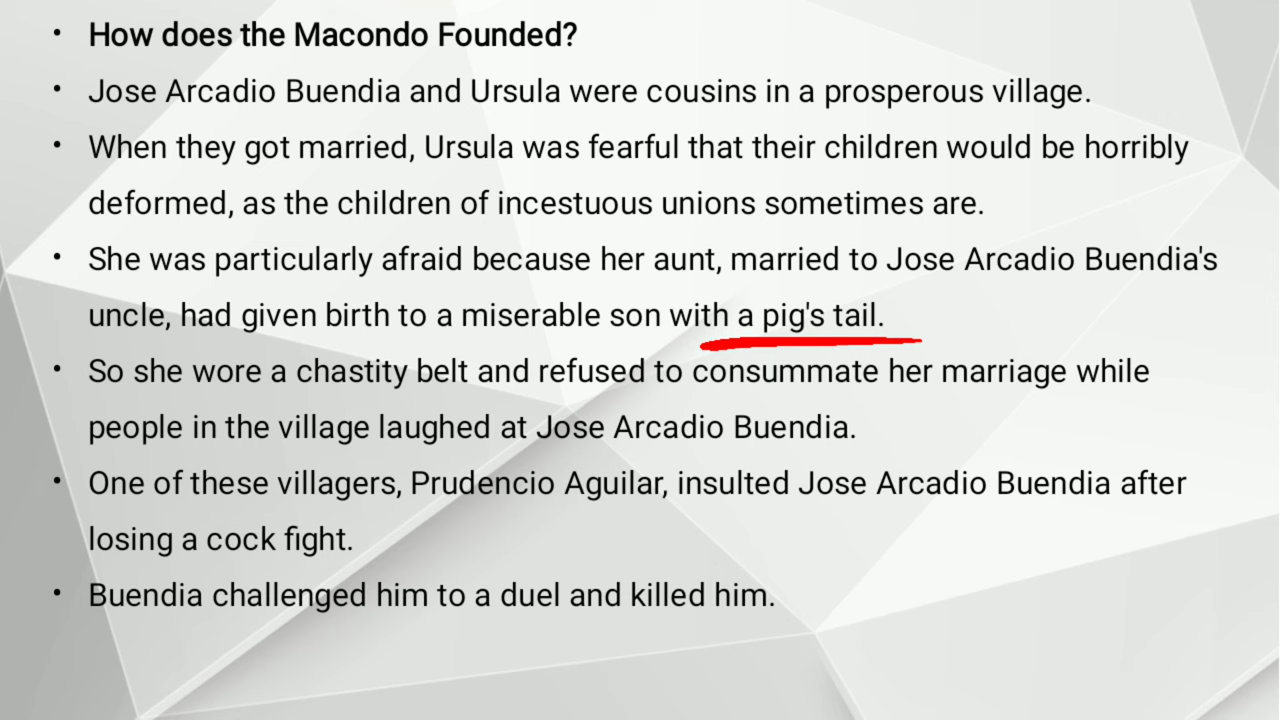 • How does the Macondo Founded?
• Jose Arcadio Buendia and Ursula were cousins in a prosperous village.
• When they got married, Ursula was fearful that their children would be horribly
deformed, as the children of incestuous unions sometimes are.
• She was particularly afraid because her aunt, married to Jose Arcadio Buendia's
uncle, had given birth to a miserable son with a pig's tail.
• So she wore a chastity belt and refused to consummate her marriage while
people in the village laughed at Jose Arcadio Buendia.
• One of these villagers, Prudencio Aguilar, insulted Jose Arcadio Buendia after
losing a cock fight.
• Buendia challenged him to a duel and killed him.